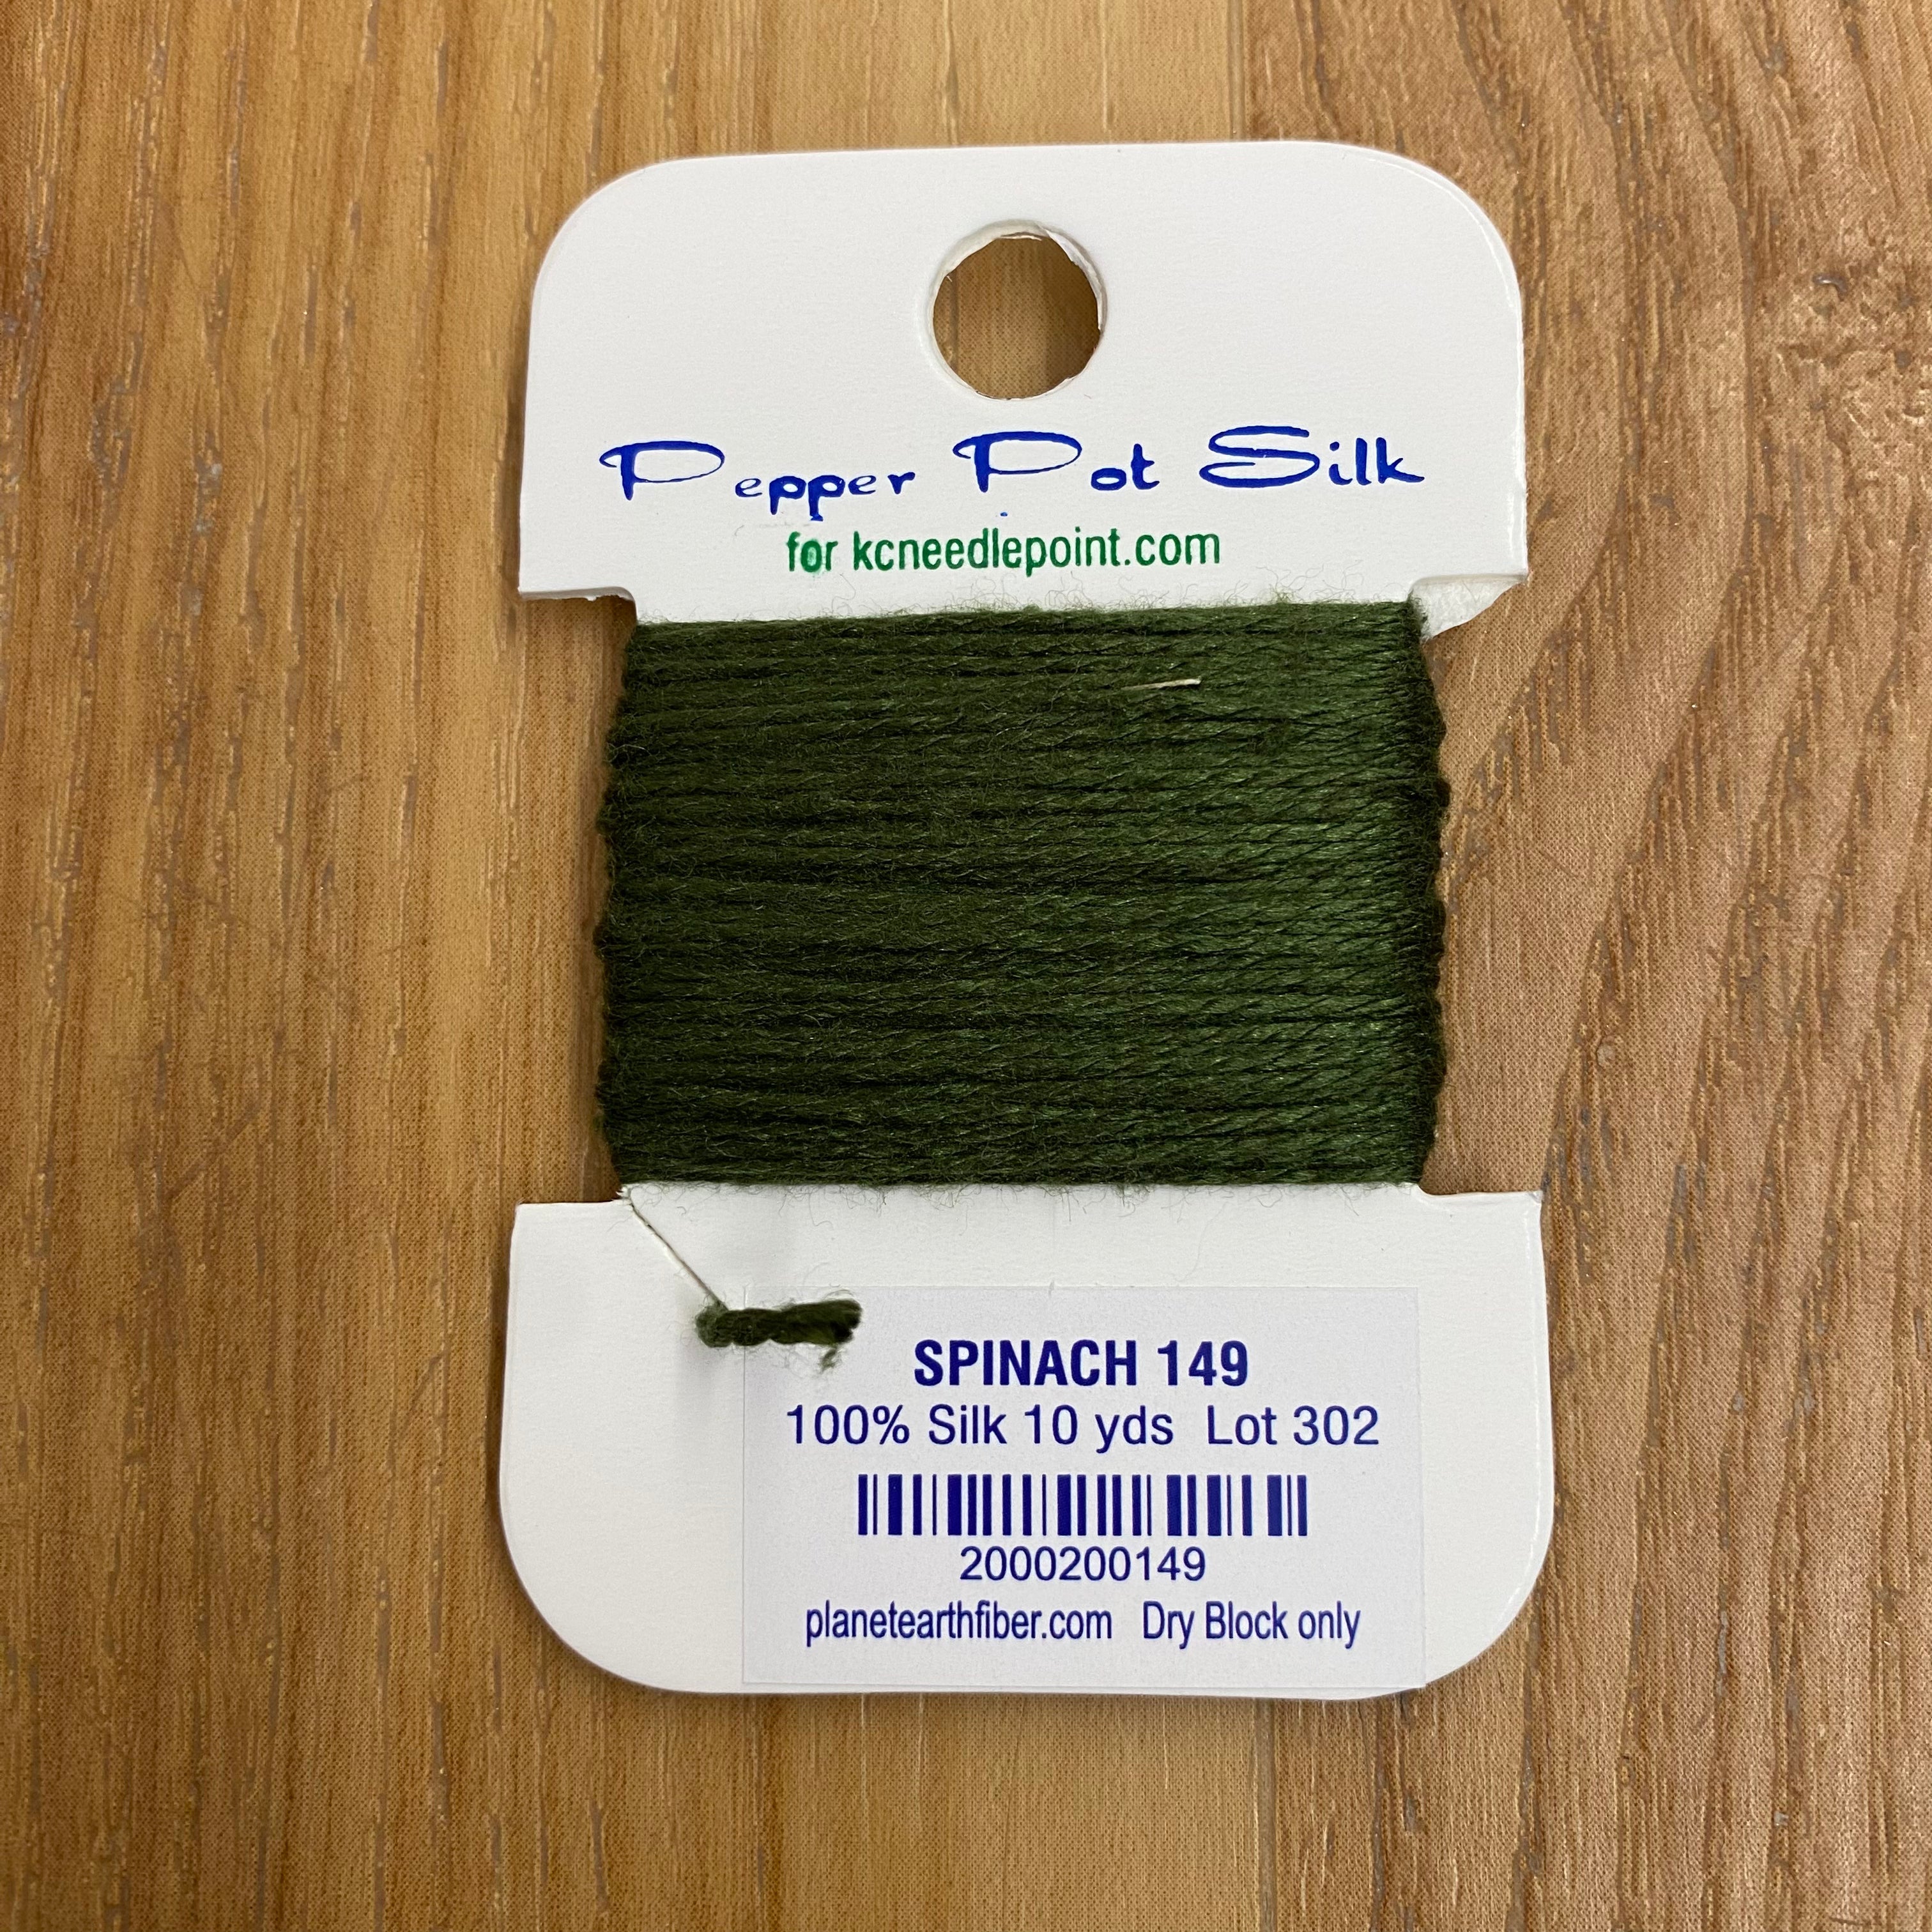 Pepper Pot Silk
for kcneedlepoint.com
SPINACH 149
100% Silk 10 yds Lot 302
2000200149
planetearthfiber.com Dry Block only